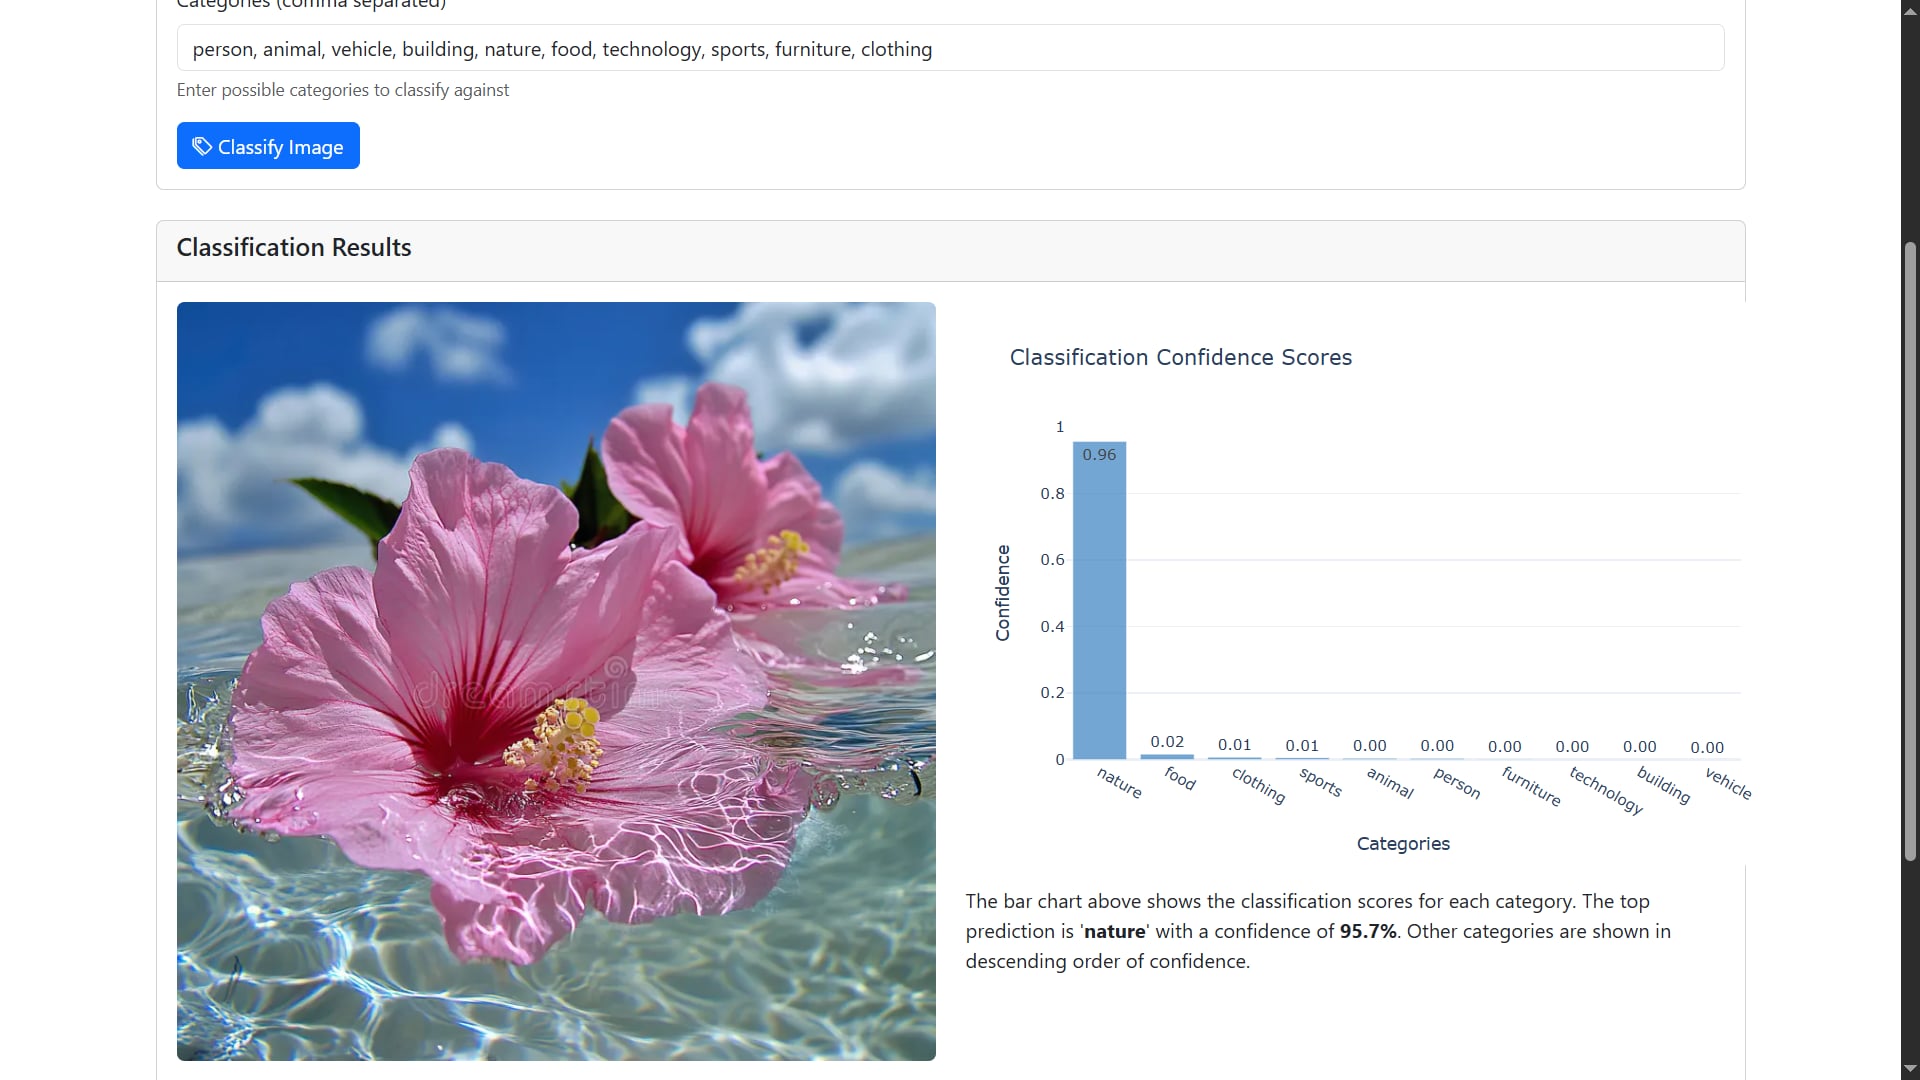 Categories (comma separated)
person, animal, vehicle, building, nature, food, technology, sports, furniture, clothing
Enter possible categories to classify against
Classify Image
Classification Results
dreamstime
Classification Confidence Scores
1
0.8
0.6
0.4
0.2
0
Confidence
0.96
0.02
0.01
0.01
0.00
0.00
0.00
0.00
0.00
0.00
nature
food
clothing
sports
animal
person
furniture
technology
building
vehicle
Categories
The bar chart above shows the classification scores for each category. The top
prediction is 'nature' with a confidence of 95.7%. Other categories are shown in
descending order of confidence.